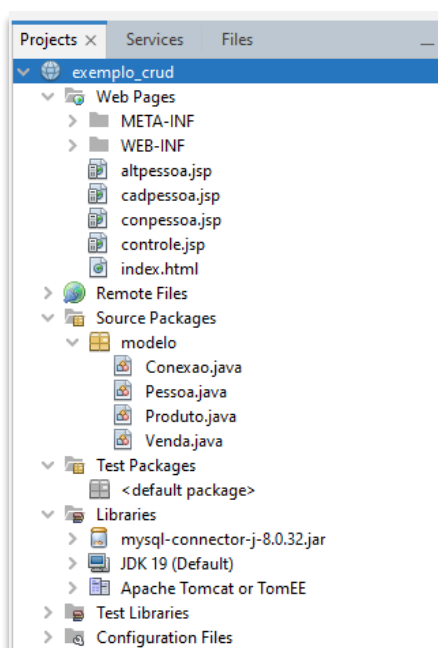 Projects × Services Files
exemplo_crud
Web Pages
META-INF
WEB-INF
altpessoa.jsp
cadpessoa.jsp
conpessoa.jsp
controle.jsp
index.html
Remote Files
Source Packages
modelo
Conexao.java
Pessoa.java
Produto.java
Venda.java
Test Packages
<default package>
Libraries
mysql-connector-j-8.0.32.jar
JDK 19 (Default)
Apache Tomcat or TomEE
Test Libraries
Configuration Files